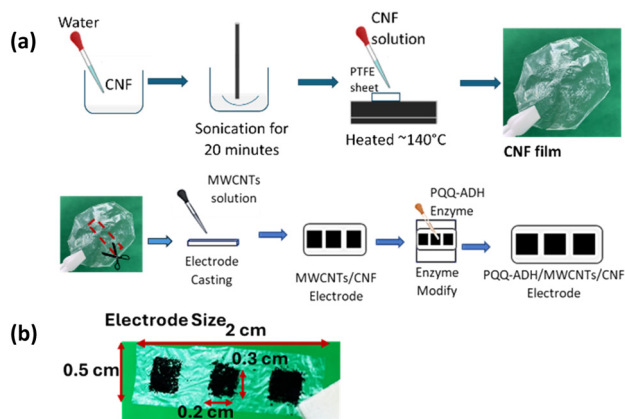 (a)
Water
CNF
Sonication for
20 minutes
CNF
solution
PTFE
sheet
Heated ~140°C
CNF film
MWCNTs
solution
Electrode
Casting
MWCNTs/CNF
Electrode
PQQ-ADH
Enzyme
Enzyme
Modify
PQQ-ADH/MWCNTs/CNF
Electrode
(b)
Electrode Size
2 cm
0.5 cm
0.3 cm
0.2 cm